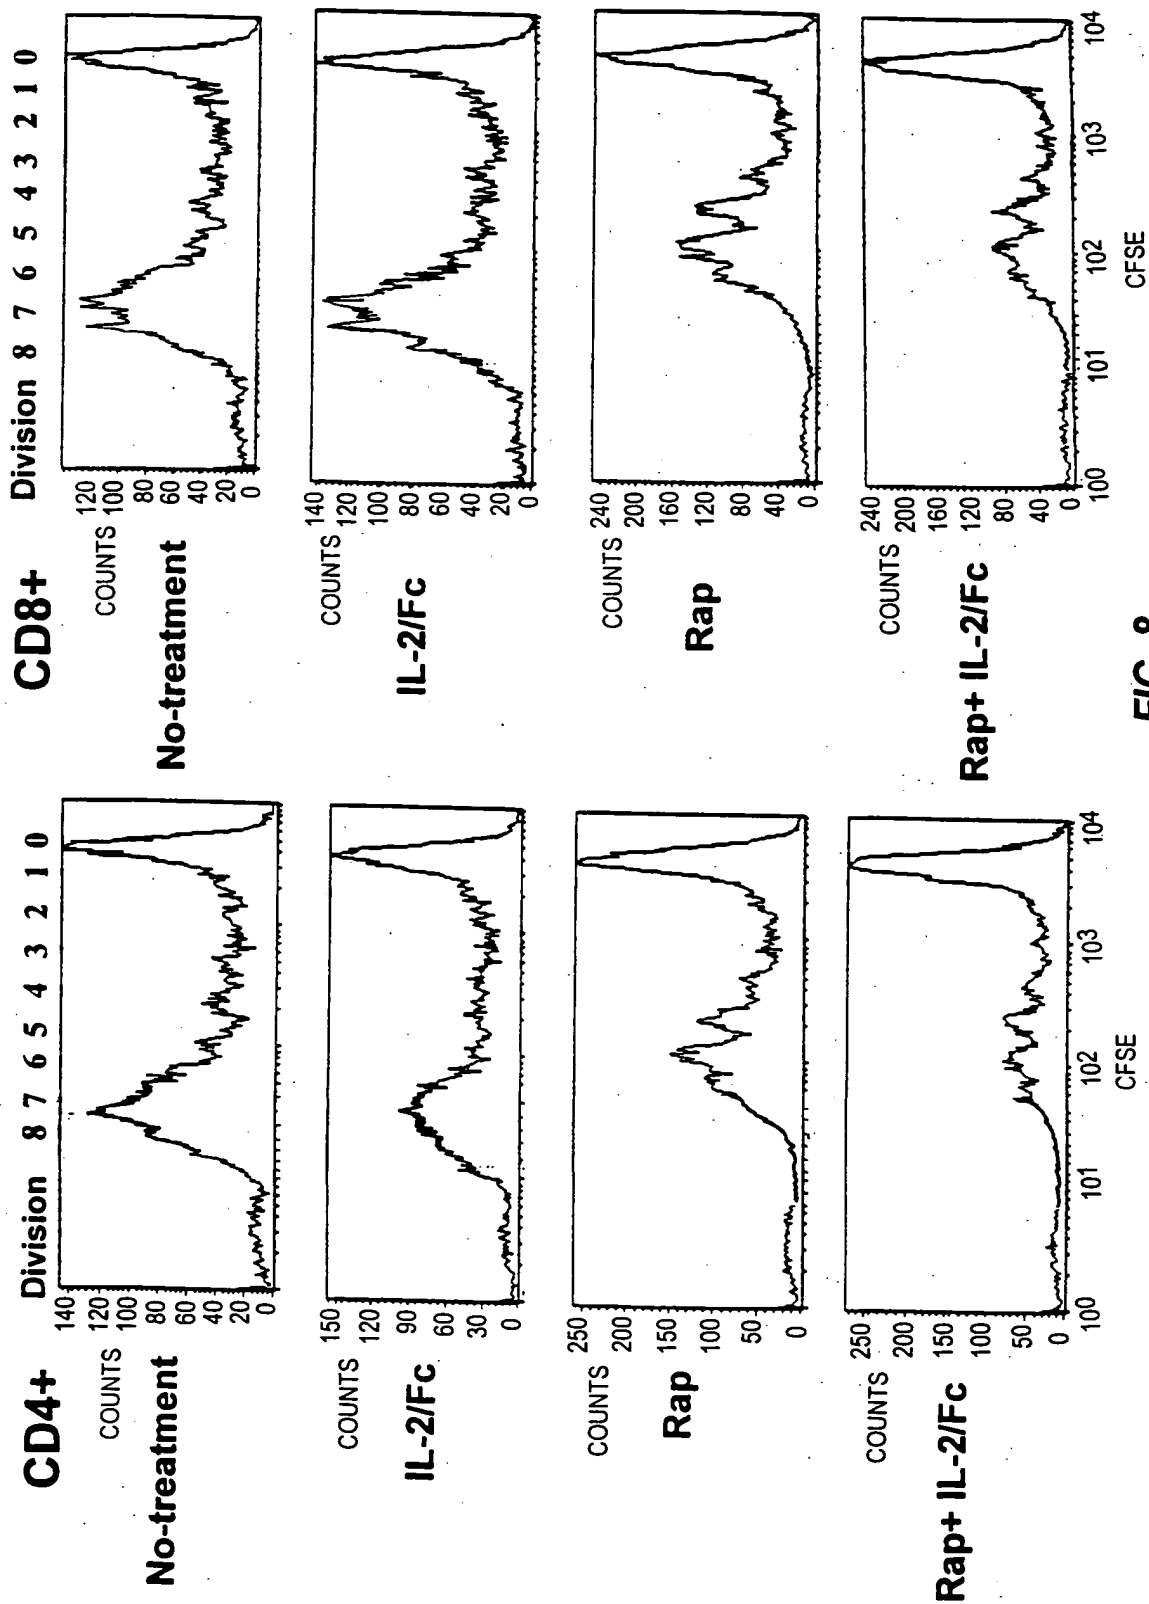 CD4+
Division 8 7 6 5 4 3 2 1 0
COUNTS
140
120
100
80
60
40
20
0
No-treatment
COUNTS
150
120
90
60
30
0
IL-2/Fc
COUNTS
250
200
150
100
50
0
Rap
COUNTS
250
200
150
100
50
0
Rap+ IL-2/Fc
10⁰ 10¹ 10² 10³ 10⁴
CFSE
CD8+
Division 8 7 6 5 4 3 2 1 0
COUNTS
120
100
80
60
40
20
0
No-treatment
COUNTS
140
120
100
80
60
40
20
0
IL-2/Fc
COUNTS
240
200
160
120
80
40
0
Rap
COUNTS
240
200
160
120
80
40
0
Rap+ IL-2/Fc
100 101 10² 10³ 10⁴
CFSE
FIG. 8